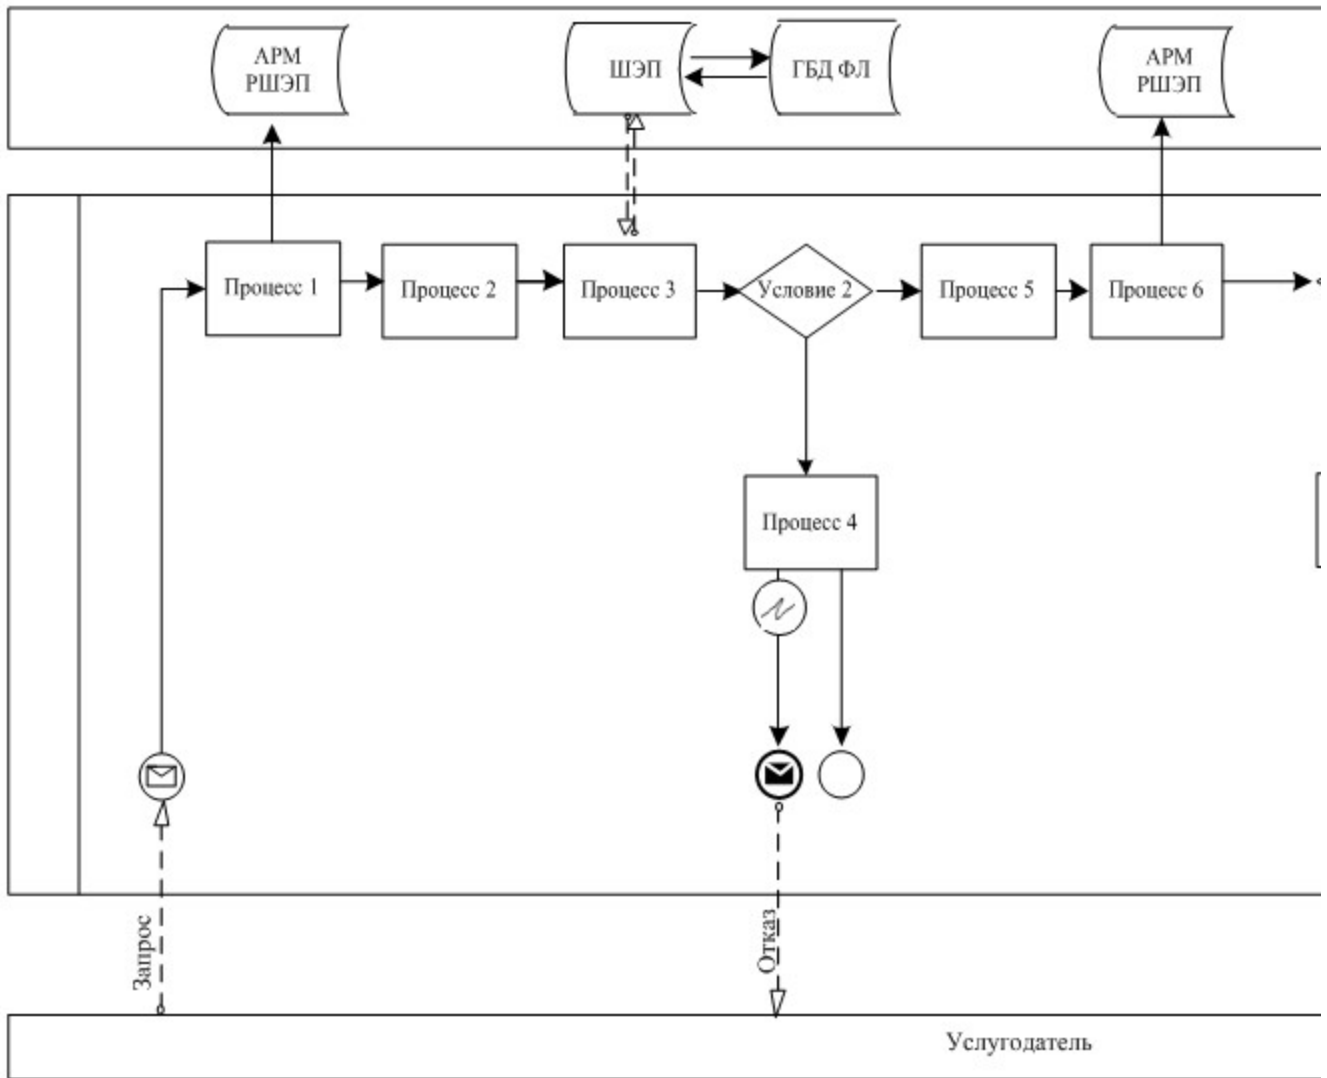 АРМ
РШЭП
ШЭП
ГБД ФЛ
АРМ
РШЭП
Процесс 1
Процесс 2
Процесс 3
Условие 2
Процесс 5
Процесс 6
Процесс 4
Запрос
Отказ
Услугодатель